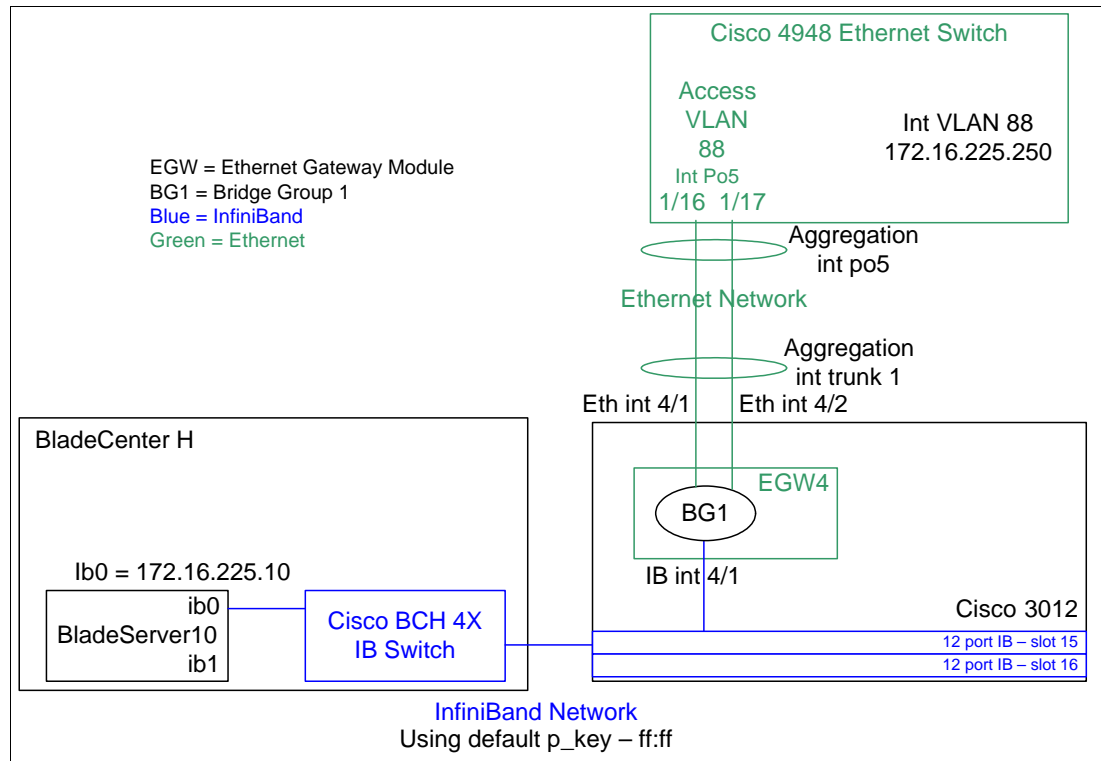 Cisco 4948 Ethernet Switch
Access
VLAN
88
Int Po5
1/16 1/17
Int VLAN 88
172.16.225.250
EGW = Ethernet Gateway Module
BG1 = Bridge Group 1
Blue = InfiniBand
Green = Ethernet
Aggregation
int po5
Ethernet Network
Aggregation
int trunk 1
Eth int 4/1
Eth int 4/2
BladeCenter H
EGW4
BG1
IB int 4/1
Ib0 = 172.16.225.10
ib0
BladeServer10
ib1
Cisco BCH 4X
IB Switch
Cisco 3012
12 port IB – slot 15
12 port IB – slot 16
InfiniBand Network
Using default p_key – ff:ff